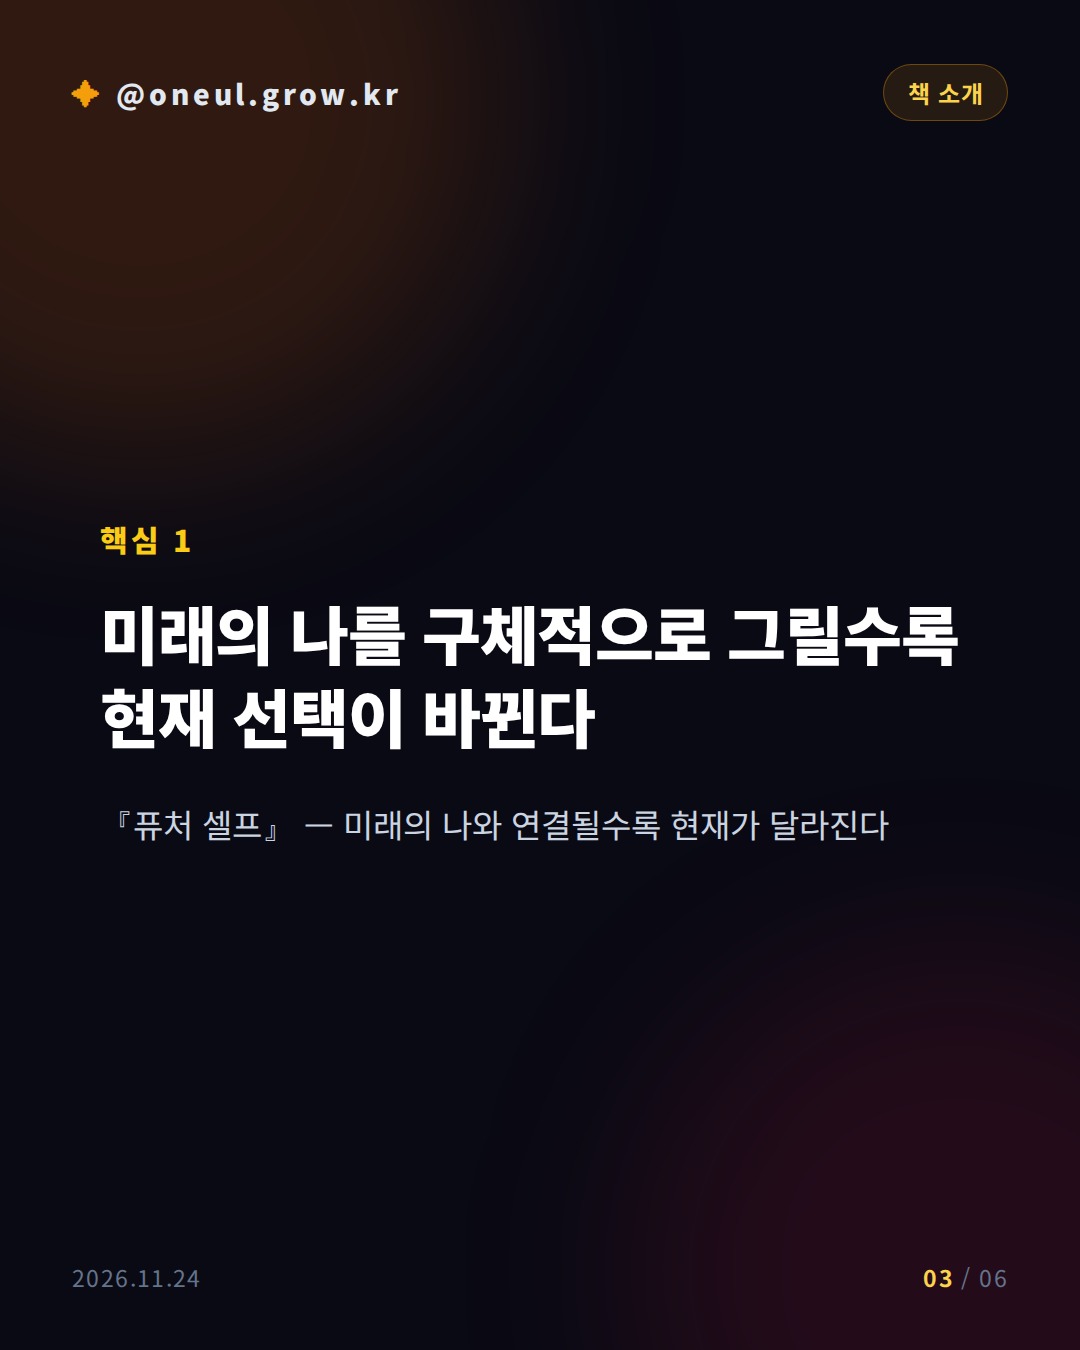 @oneul.grow.kr
책 소개
핵심 1
미래의 나를 구체적으로 그릴수록
현재 선택이 바뀐다
『퓨처 셀프』 — 미래의 나와 연결될수록 현재가 달라진다
2026.11.24
03 / 06